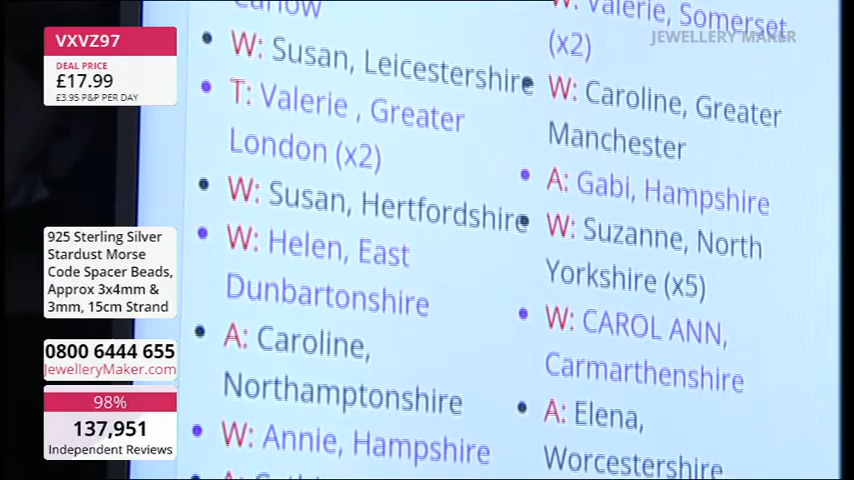 VXVZ97
DEAL PRICE
£17.99
£3.95 P&P PER DAY
925 Sterling Silver
Stardust Morse
Code Spacer Beads,
Approx 3x4mm &
3mm, 15cm Strand
0800 6444 655
JewelleryMaker.com
98%
137,951
Independent Reviews
Carlow
W: Susan, Leicestershire
T: Valerie , Greater
London (x2)
W: Susan, Hertfordshire
W: Helen, East
Dunbartonshire
A: Caroline,
Northamptonshire
W: Annie, Hampshire
W: Valerie, Somerset
(x2)
W: Caroline, Greater
Manchester
A: Gabi, Hampshire
W: Suzanne, North
Yorkshire (x5)
W: CAROL ANN,
Carmarthenshire
A: Elena,
Worcestershire
JEWELLERY MAKER